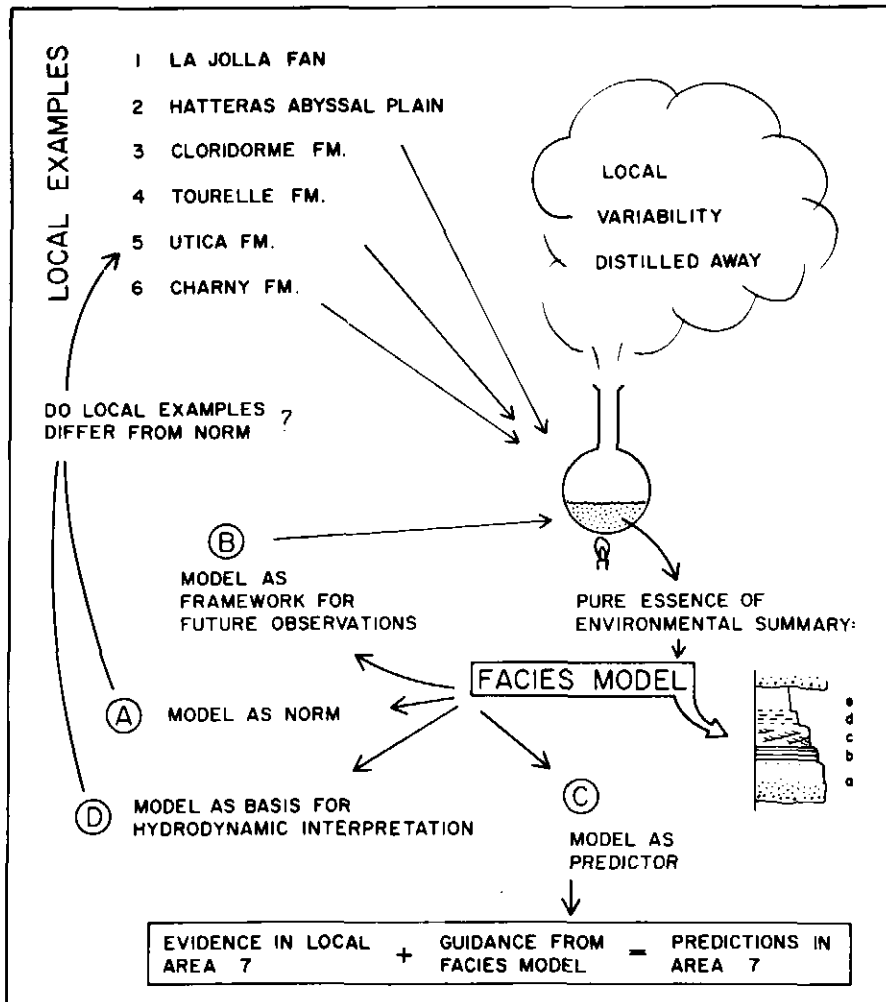 LOCAL EXAMPLES
1 LA JOLLA FAN
2 HATTERAS ABYSSAL PLAIN
3 CLORIDORME FM.
4 TOURELLE FM.
5 UTICA FM.
6 CHARNY FM.
LOCAL
VARIABILITY
DISTILLED AWAY
DO LOCAL EXAMPLES
DIFFER FROM NORM ?
B
MODEL AS
FRAMEWORK FOR
FUTURE OBSERVATIONS
PURE ESSENCE OF
ENVIRONMENTAL SUMMARY:
FACIES MODEL
e
d
c
b
a
A MODEL AS NORM
D MODEL AS BASIS FOR
HYDRODYNAMIC INTERPRETATION
C
MODEL AS
PREDICTOR
EVIDENCE IN LOCAL
AREA 7
+
GUIDANCE FROM
FACIES MODEL
=
PREDICTIONS IN
AREA 7